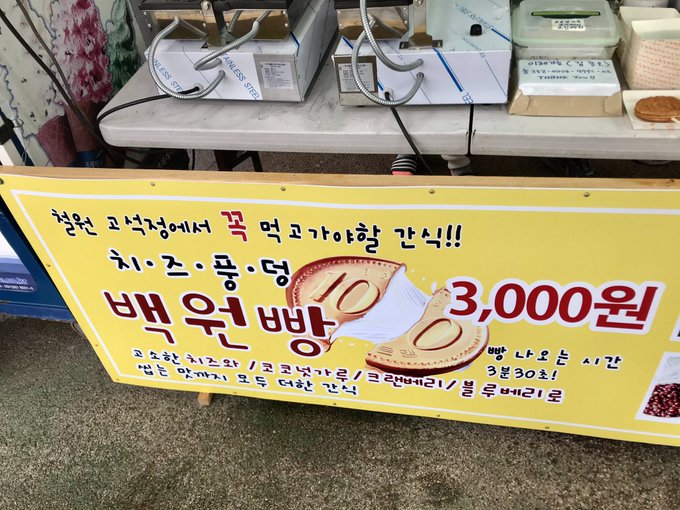 STAINLESS STEEL
철원 고석정에서 꼭 먹고가야할 간식!!
치·즈·퐁·덩
백원빵
100
3,000원
빵 나오는 시간
3분30초!
고소한 치즈와/코코넛가루/크랜베리/블루베리로
씹는 맛까지 모두 더한 간식